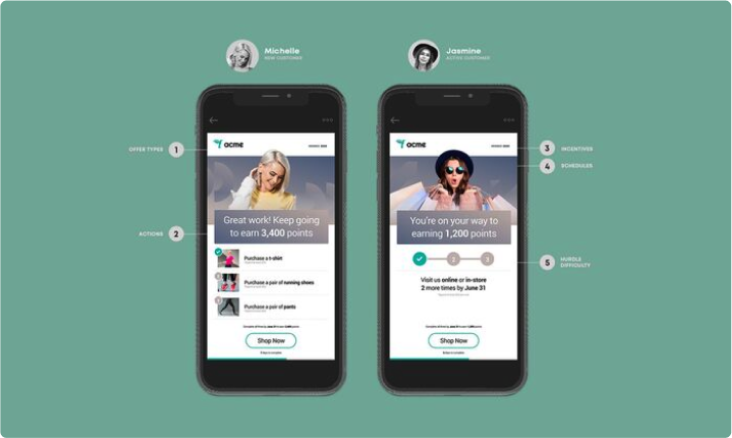 Michelle
NEW CUSTOMER
Jasmine
ACTIVE CUSTOMER
OFFER TYPES 1
ACTIONS 2
acme
Great work! Keep going
to earn 3,400 points
Purchase a t-shirt
Purchase a pair of running shoes
Purchase a pair of pants
Shop Now
acme
You're on your way to
earning 1,200 points
2
3
Visit us online or in-store
2 more times by June 31
Shop Now
3 INCENTIVES
4 SCHEDULES
5 HURDLE
DIFFICULTY